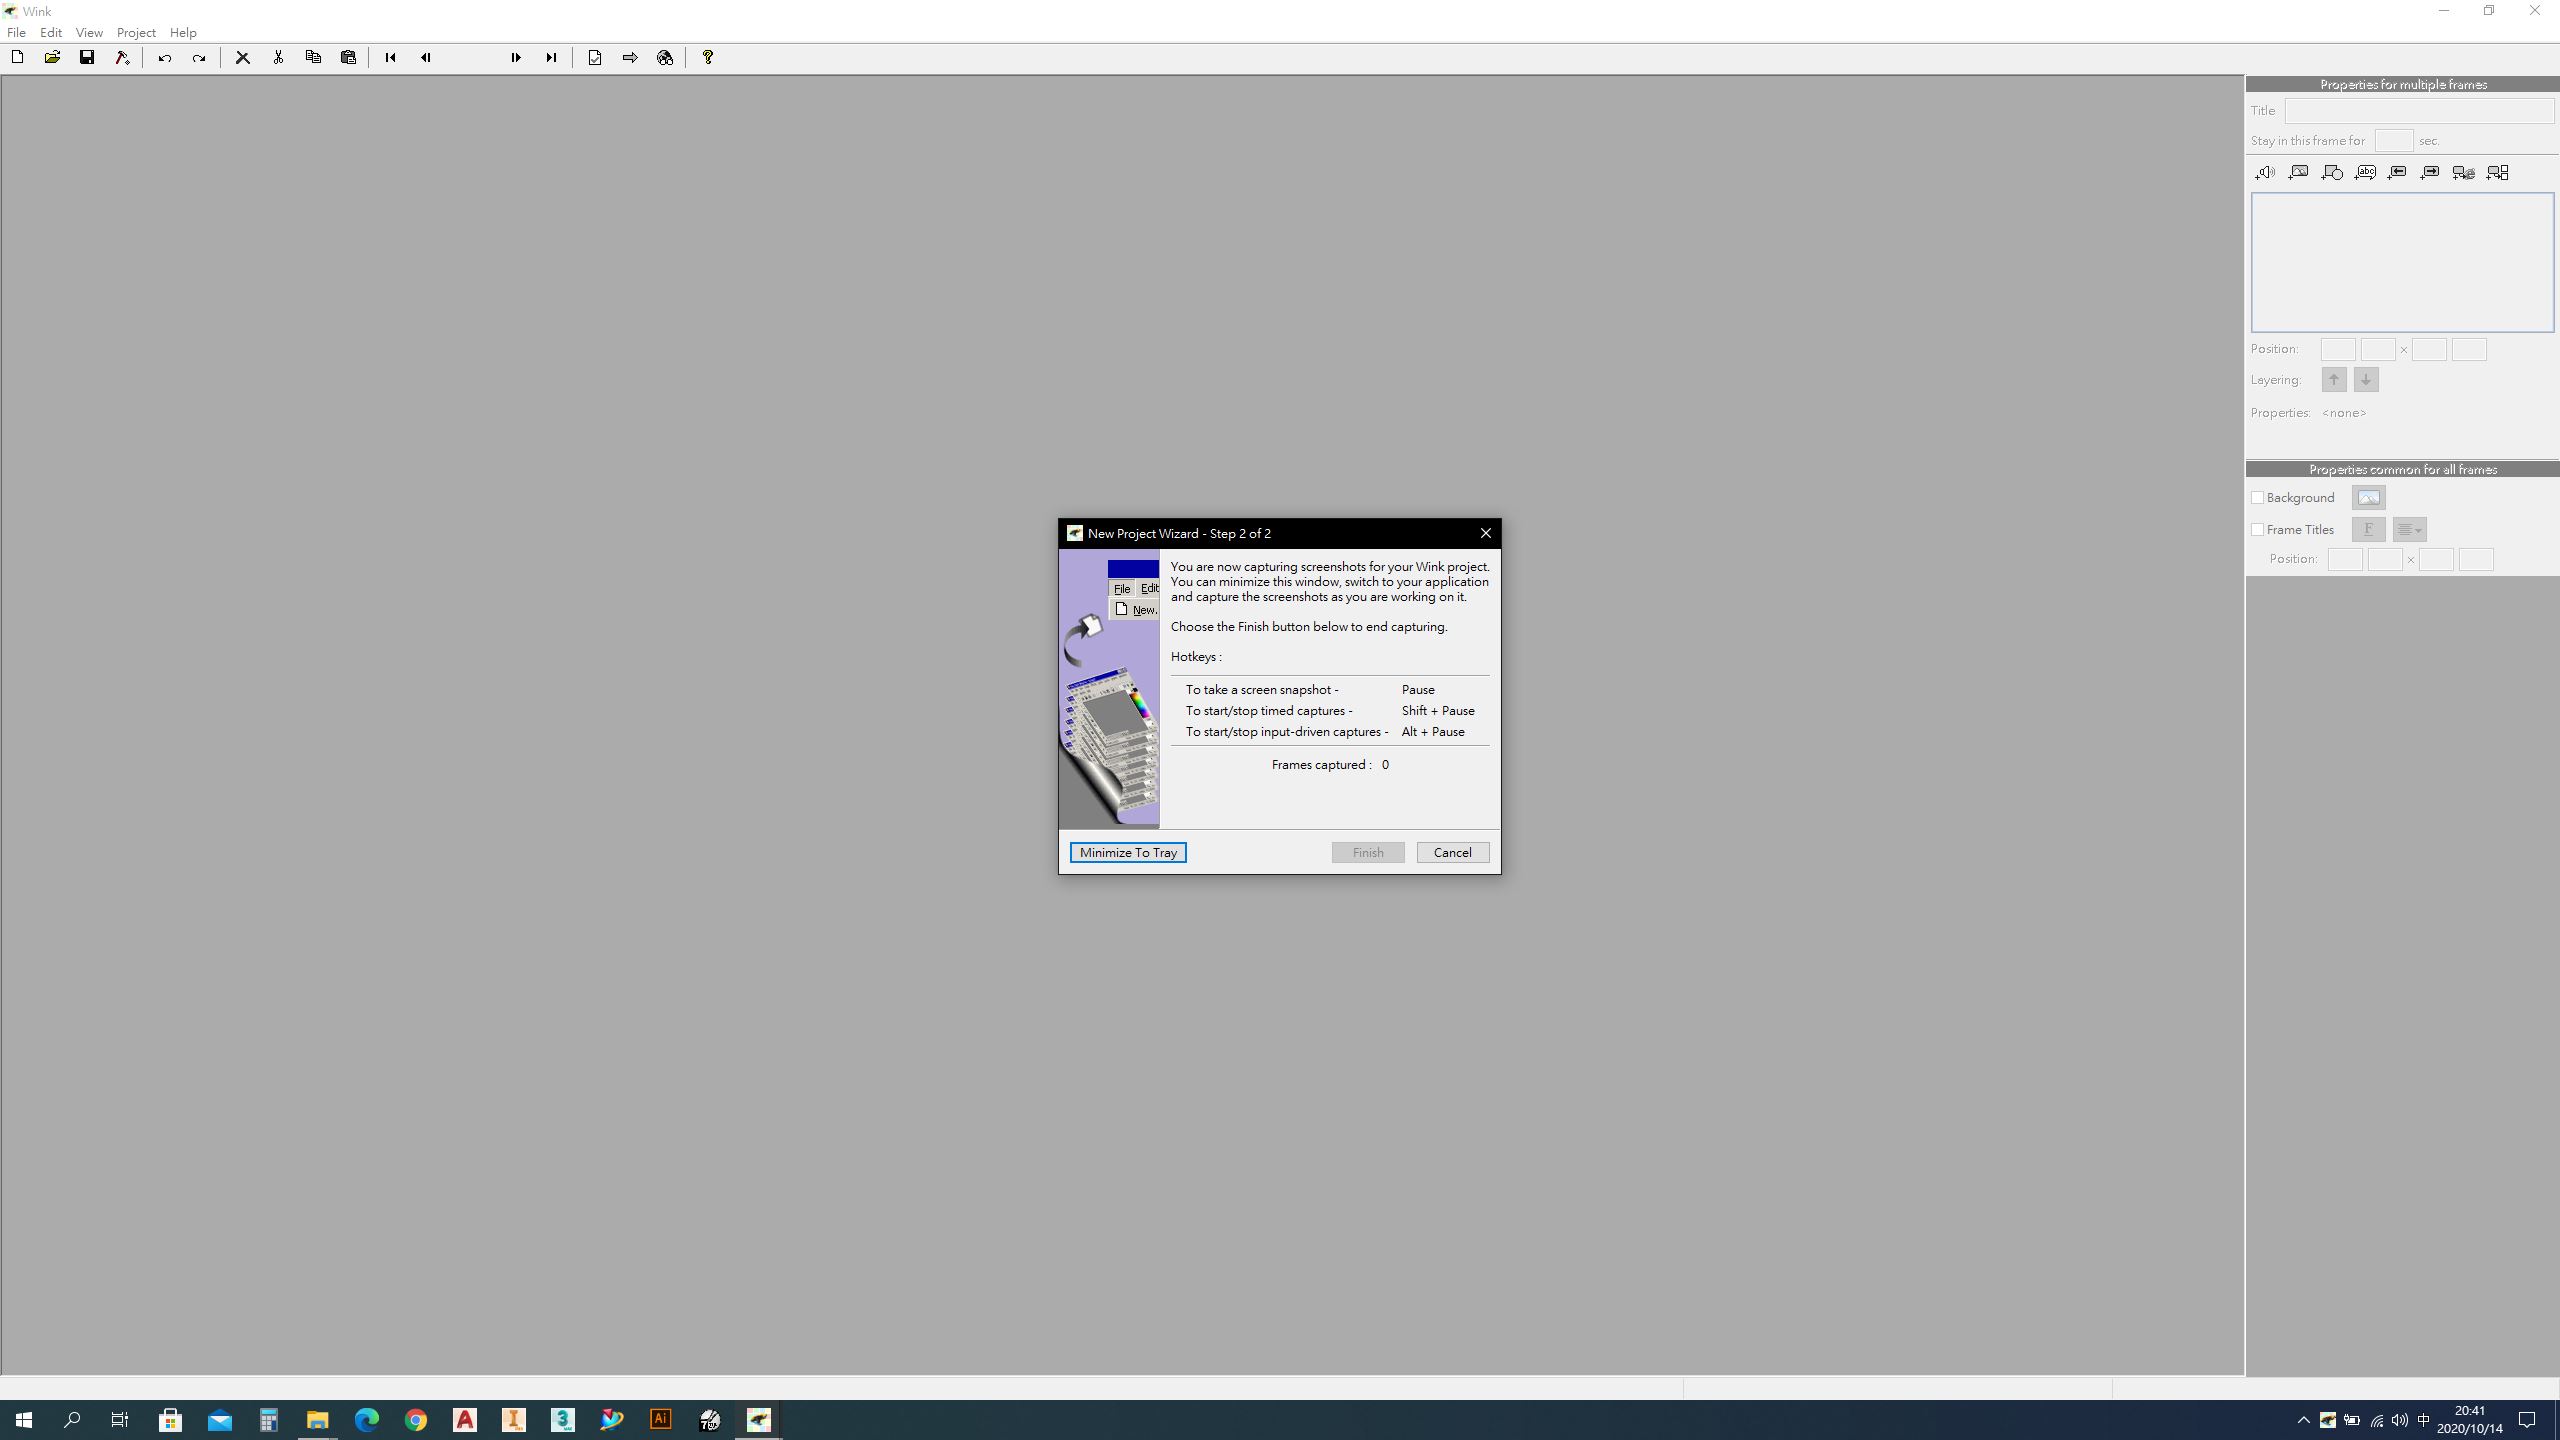 Wink
File Edit View Project Help
Properties for multiple frames
Title
Stay in this frame for sec.
abc
Position: ×
Layering:
Properties: <none>
Properties common for all frames
Background
Frame Titles F
Position: ×
New Project Wizard - Step 2 of 2
File Edit
New.
You are now capturing screenshots for your Wink project.
You can minimize this window, switch to your application
and capture the screenshots as you are working on it.
Choose the Finish button below to end capturing.
Hotkeys :
To take a screen snapshot - Pause
To start/stop timed captures - Shift + Pause
To start/stop input-driven captures - Alt + Pause
Frames captured : 0
Minimize To Tray Finish Cancel
A I 3 Ai 中
20:41
2020/10/14